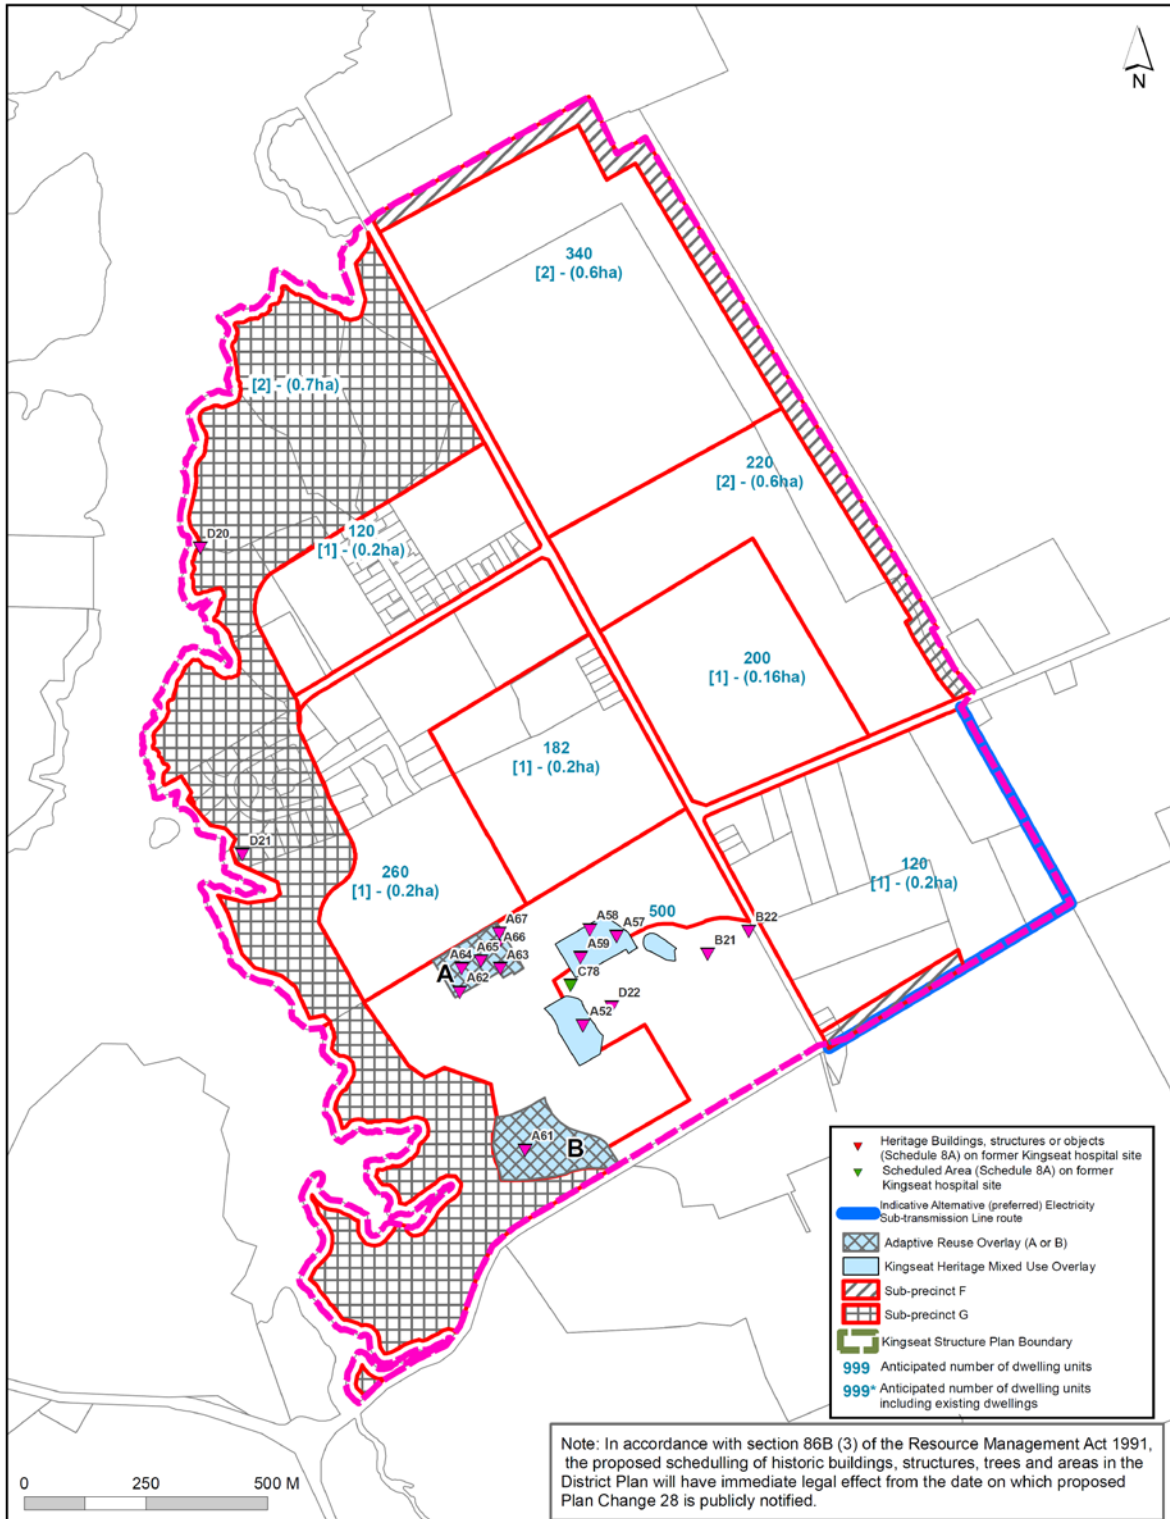 N
340
[2] - (0.6ha)
[2] - (0.7ha)
220
[2] - (0.6ha)
120
[1] - (0.2ha)
D20
200
[1] - (0.16ha)
182
[1] - (0.2ha)
D21
260
[1] - (0.2ha)
120
[1] - (0.2ha)
500
A67
A66
A58
A57
B22
B21
A65
A64
A63
A59
A
A62
C78
D22
A52
A61
B
Heritage Buildings, structures or objects
(Schedule 8A) on former Kingseat hospital site
Scheduled Area (Schedule 8A) on former
Kingseat hospital site
Indicative Alternative (preferred) Electricity
Sub-transmission Line route
Adaptive Reuse Overlay (A or B)
Kingseat Heritage Mixed Use Overlay
Sub-precinct F
Sub-precinct G
Kingseat Structure Plan Boundary
999 Anticipated number of dwelling units
999* Anticipated number of dwelling units
including existing dwellings
Note: In accordance with section 86B (3) of the Resource Management Act 1991,
the proposed schedulling of historic buildings, structures, trees and areas in the
District Plan will have immediate legal effect from the date on which proposed
Plan Change 28 is publicly notified.
0 250 500 M